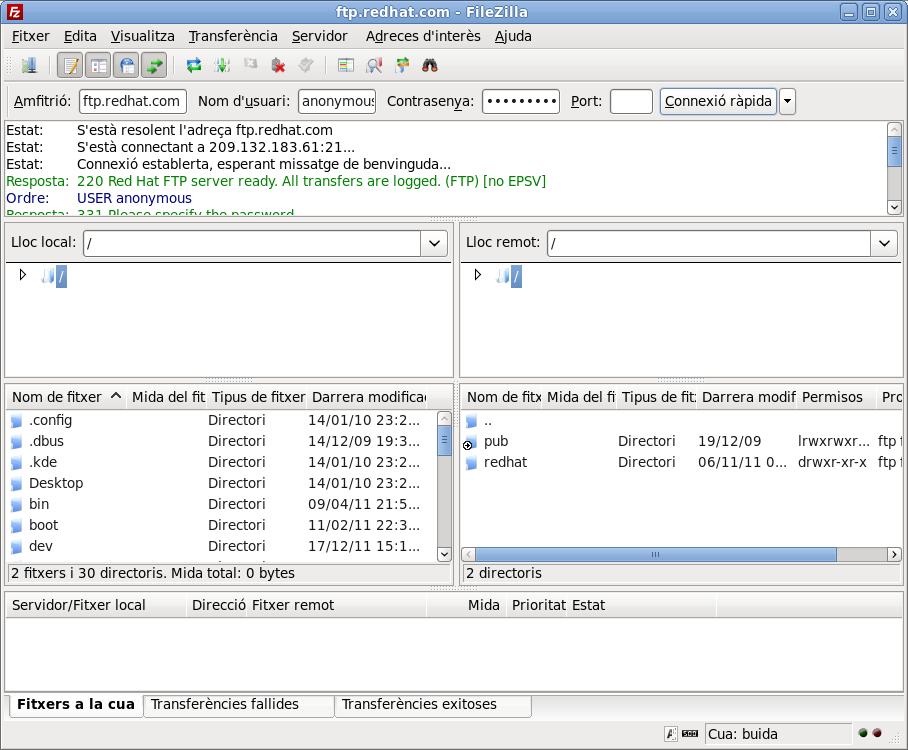 ftp.redhat.com - FileZilla
Fitxer Edita Visualitza Transferència Servidor Adreces d'interès Ajuda
Amfitrió: ftp.redhat.com Nom d'usuari: anonymous Contrasenya: ••••••••• Port: Connexió ràpida
Estat: S'està resolent l'adreça ftp.redhat.com
Estat: S'està connectant a 209.132.183.61:21...
Estat: Connexió establerta, esperant missatge de benvinguda...
Resposta: 220 Red Hat FTP server ready. All transfers are logged. (FTP) [no EPSV]
Ordre: USER anonymous
Resposta: 331 Please specify the password.
Lloc local: / Lloc remot: /
/ /
Nom de fitxer Mida del fit Tipus de fitxer Darrera modifica Nom de fitx Mida del fi Tipus de fit Darrera modif Permisos Pro
.config Directori 14/01/10 23:2... ..
.dbus Directori 14/12/09 19:3... pub Directori 19/12/09 lrwxrwxr... ftp f
.kde Directori 14/01/10 23:2... redhat Directori 06/11/11 0... drwxr-xr-x ftp f
Desktop Directori 14/01/10 23:2...
bin Directori 09/04/11 21:5...
boot Directori 11/02/11 22:3...
dev Directori 17/12/11 15:1...
2 fitxers i 30 directoris. Mida total: 0 bytes 2 directoris
Servidor/Fitxer local Direcció Fitxer remot Mida Prioritat Estat
Fitxers a la cua Transferències fallides Transferències exitoses
Cua: buida